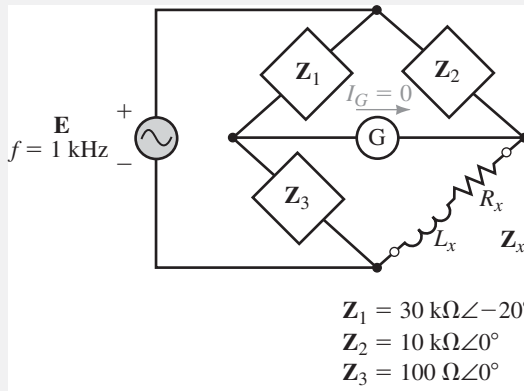 Z₁
Z₂
I_G = 0
+
E
f = 1 kHz
−
G
Z₃
Rₓ
Lₓ
Zₓ
Z₁ = 30 kΩ∠−20°
Z₂ = 10 kΩ∠0°
Z₃ = 100 Ω∠0°